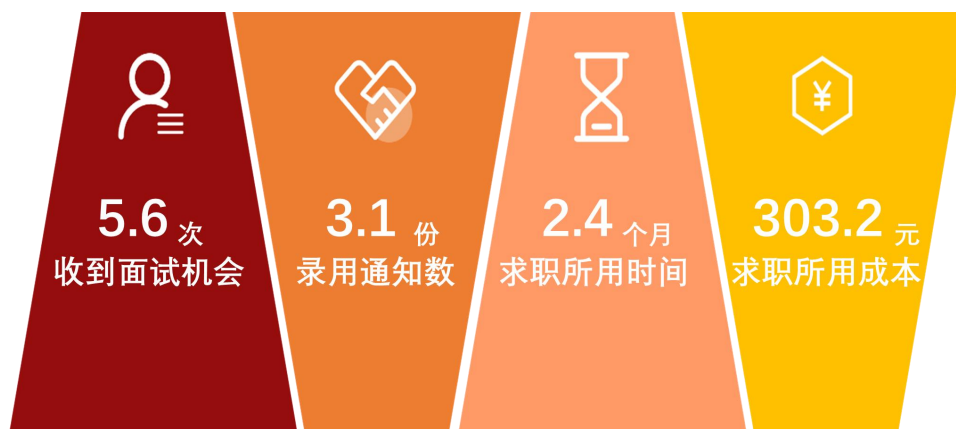 5.6 次
收到面试机会
3.1 份
录用通知数
2.4 个月
求职所用时间
¥
303.2 元
求职所用成本